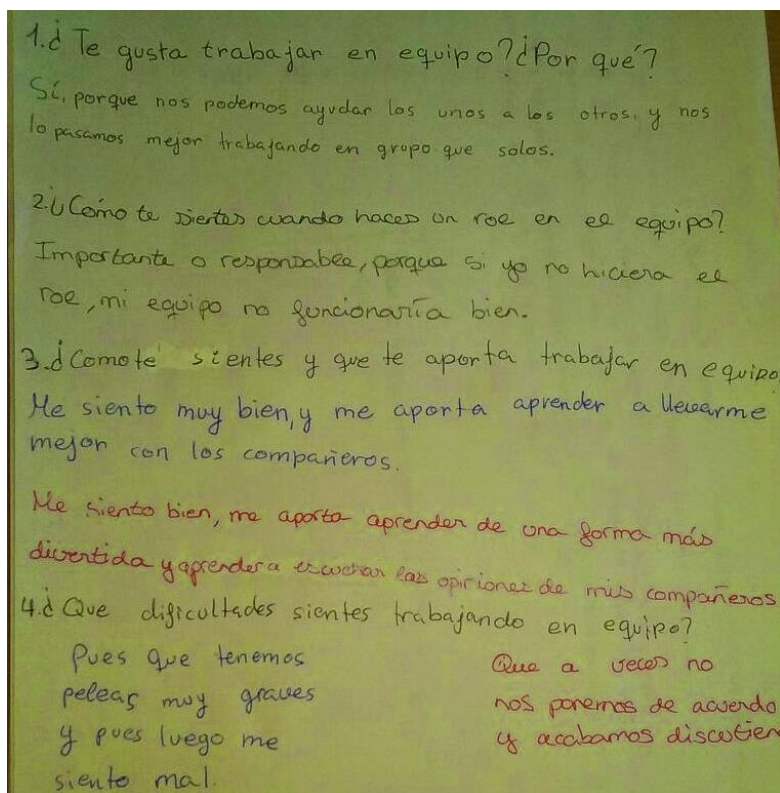 1.¿Te gusta trabajar en equipo?¿Por qué?
Sí, porque nos podemos ayudar los unos a los otros, y nos
lo pasamos mejor trabajando en grupo que solos.
2.¿Cómo te sientes cuando haces un rol en el equipo?
Importante o responsable, porque si yo no hiciera el
rol, mi equipo no funcionaría bien.
3.¿Como te sientes y que te aporta trabajar en equipo
Me siento muy bien, y me aporta aprender a llevarme
mejor con los compañeros.
Me siento bien, me aporta aprender de una forma más
divertida y aprender a escuchar las opiniones de mis compañeros
4.¿Que dificultades sientes trabajando en equipo?
Pues que tenemos
peleas muy graves
y pues luego me
siento mal.
Que a veces no
nos ponemos de acuerdo
y acabamos discutien